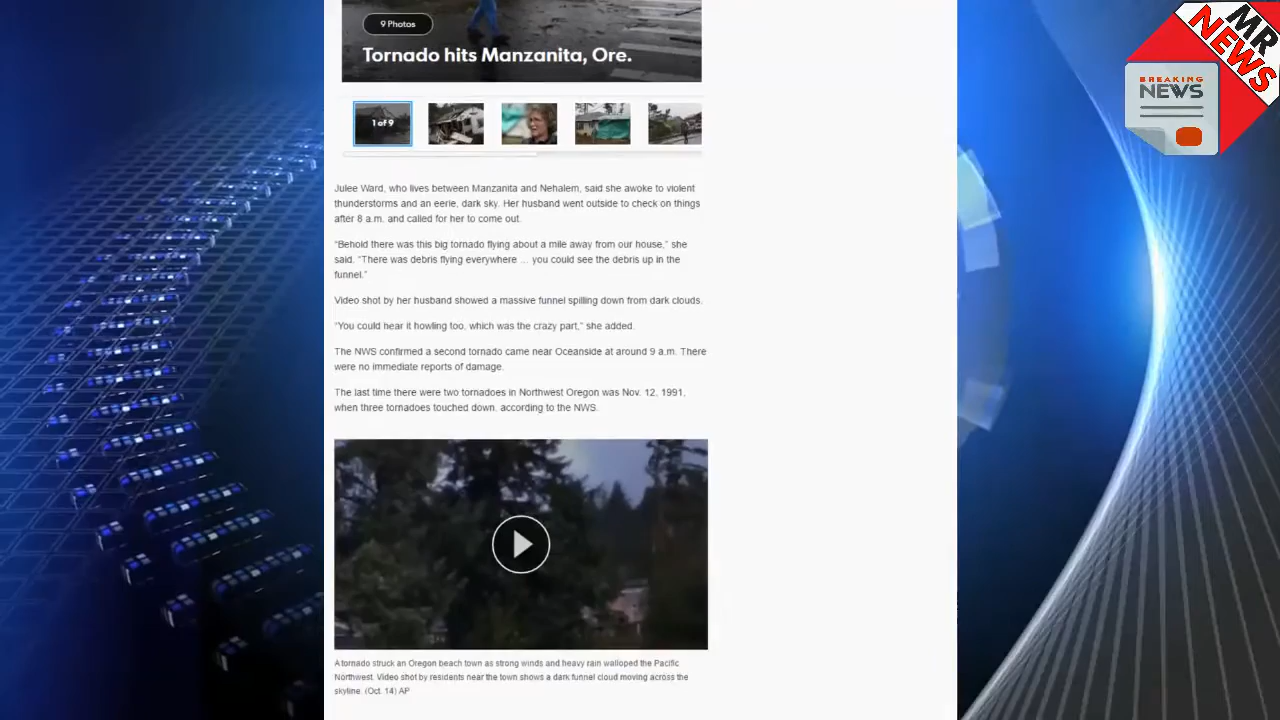 9 Photos
Tornado hits Manzanita, Ore.
MR
NEWS
BREAKING
NEWS
1 of 9
Julee Ward, who lives between Manzanita and Nehalem, said she awoke to violent
thunderstorms and an eerie, dark sky. Her husband went outside to check on things
after 8 a.m. and called for her to come out.
"Behold there was this big tornado flying about a mile away from our house," she
said. "There was debris flying everywhere ... you could see the debris up in the
funnel."
Video shot by her husband showed a massive funnel spilling down from dark clouds.
"You could hear it howling too, which was the crazy part," she added.
The NWS confirmed a second tornado came near Oceanside at around 9 a.m. There
were no immediate reports of damage.
The last time there were two tornadoes in Northwest Oregon was Nov. 12, 1991,
when three tornadoes touched down, according to the NWS.
A tornado struck an Oregon beach town as strong winds and heavy rain walloped the Pacific
Northwest. Video shot by residents near the town shows a dark funnel cloud moving across the
skyline. (Oct. 14) AP